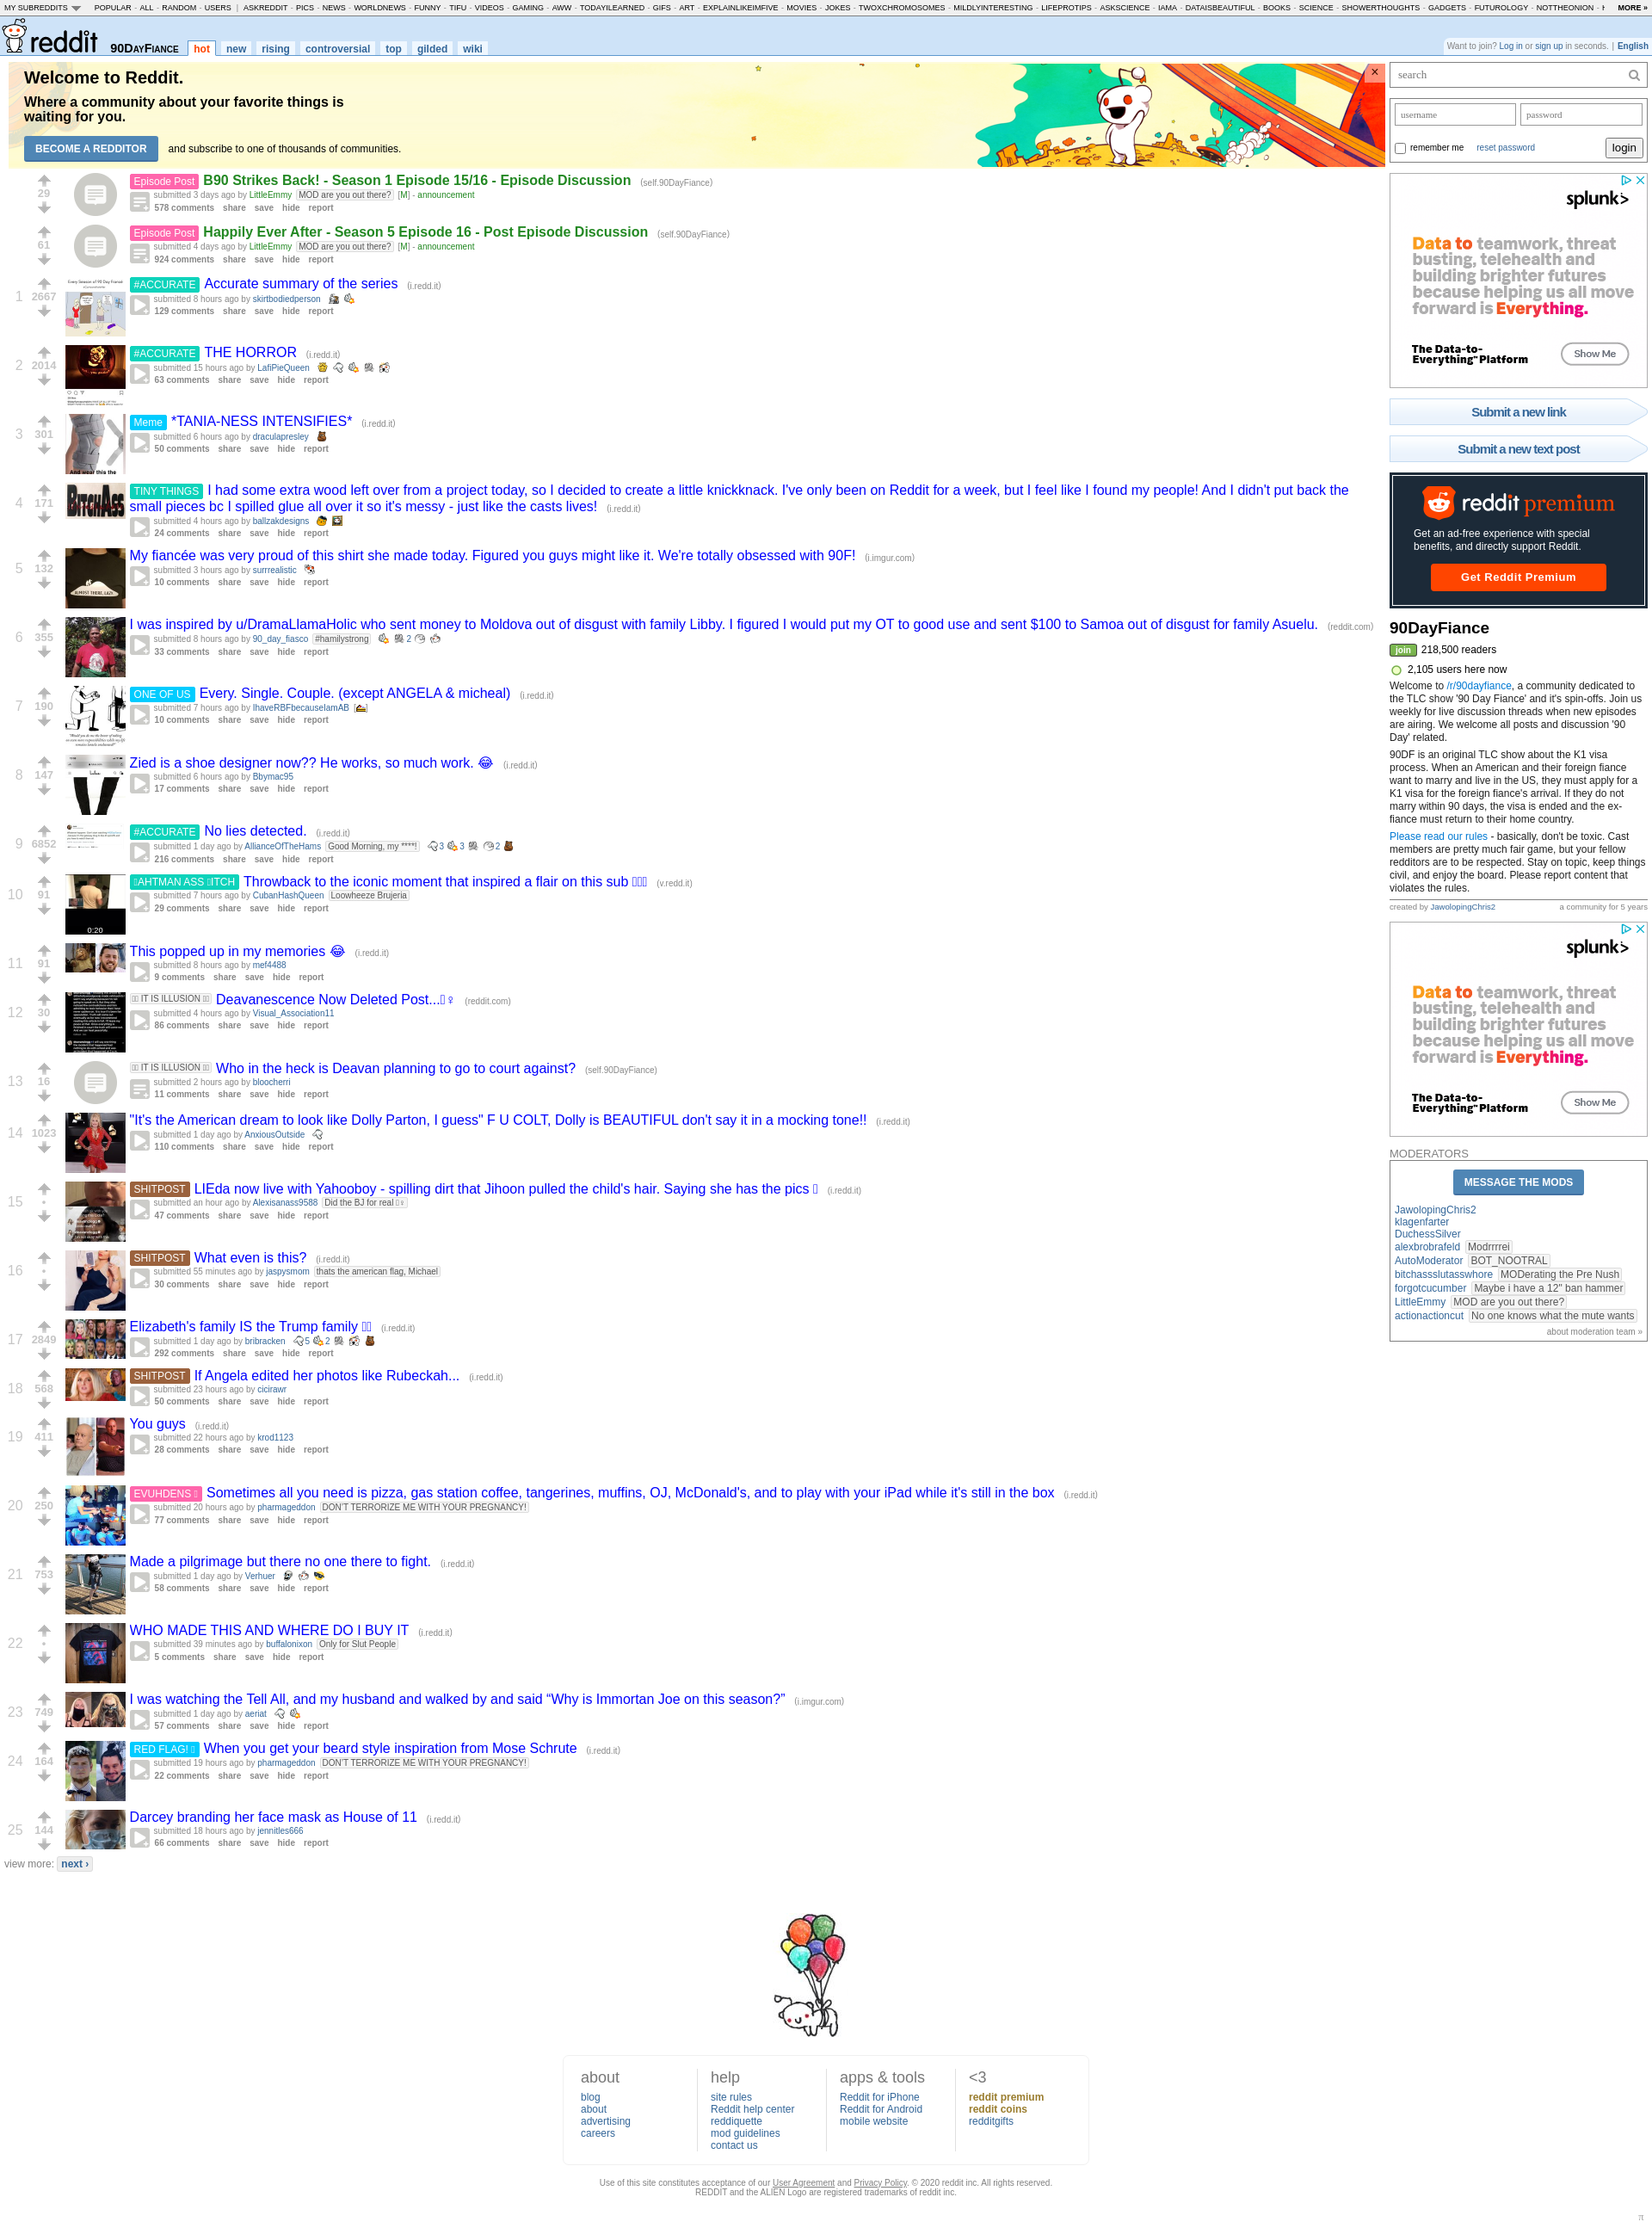 MY SUBREDDITS POPULAR - ALL - RANDOM - USERS | ASKREDDIT - PICS - NEWS - WORLDNEWS - FUNNY - TIFU - VIDEOS - GAMING - AWW - TODAYILEARNED - GIFS - ART - EXPLAINLIKEIMFIVE - MOVIES - JOKES - TWOXCHROMOSOMES - MILDLYINTERESTING - LIFEPROTIPS - ASKSCIENCE - IAMA - DATAISBEAUTIFUL - BOOKS - SCIENCE - SHOWERTHOUGHTS - GADGETS - FUTUROLOGY - NOTTHEONION - MORE »
reddit 90DAYFIANCE hot new rising controversial top gilded wiki
Want to join? Log in or sign up in seconds. | English
Welcome to Reddit.
Where a community about your favorite things is
waiting for you.
BECOME A REDDITOR and subscribe to one of thousands of communities.
29
Episode Post B90 Strikes Back! - Season 1 Episode 15/16 - Episode Discussion (self.90DayFiance)
submitted 3 days ago by LittleEmmy MOD are you out there? [M] - announcement
578 comments share save hide report
61
Episode Post Happily Ever After - Season 5 Episode 16 - Post Episode Discussion (self.90DayFiance)
submitted 4 days ago by LittleEmmy MOD are you out there? [M] - announcement
924 comments share save hide report
1 2667
#ACCURATE Accurate summary of the series (i.redd.it)
submitted 8 hours ago by skirtbodiedperson
129 comments share save hide report
2 2014
#ACCURATE THE HORROR (i.redd.it)
submitted 15 hours ago by LafiPieQueen
63 comments share save hide report
3 301
Meme *TANIA-NESS INTENSIFIES* (i.redd.it)
submitted 6 hours ago by draculapresley
50 comments share save hide report
And wear this the
4 171
BITCHASS
TINY THINGS I had some extra wood left over from a project today, so I decided to create a little knickknack. I've only been on Reddit for a week, but I feel like I found my people! And I didn't put back the
small pieces bc I spilled glue all over it so it's messy - just like the casts lives! (i.redd.it)
submitted 4 hours ago by ballzakdesigns
24 comments share save hide report
5 132
My fiancée was very proud of this shirt she made today. Figured you guys might like it. We're totally obsessed with 90F! (i.imgur.com)
submitted 3 hours ago by surrrealistic
10 comments share save hide report
6 355
I was inspired by u/DramaLlamaHolic who sent money to Moldova out of disgust with family Libby. I figured I would put my OT to good use and sent $100 to Samoa out of disgust for family Asuelu. (reddit.com)
submitted 8 hours ago by 90_day_fiasco #hamilystrong 2
33 comments share save hide report
7 190
ONE OF US Every. Single. Couple. (except ANGELA & micheal) (i.redd.it)
submitted 7 hours ago by IhaveRBFbecauseIamAB
10 comments share save hide report
8 147
Zied is a shoe designer now?? He works, so much work. 😂 (i.redd.it)
submitted 6 hours ago by Bbymac95
17 comments share save hide report
9 6852
#ACCURATE No lies detected. (i.redd.it)
submitted 1 day ago by AllianceOfTheHams Good Morning, my ****! 3 3 2
216 comments share save hide report
10 91
AHTMAN ASS ITCH Throwback to the iconic moment that inspired a flair on this sub (v.redd.it)
submitted 7 hours ago by CubanHashQueen Loowheeze Brujeria
29 comments share save hide report
0:20
11 91
This popped up in my memories 😂 (i.redd.it)
submitted 8 hours ago by mef4488
9 comments share save hide report
12 30
IT IS ILLUSION Deavanescence Now Deleted Post...♀ (reddit.com)
submitted 4 hours ago by Visual_Association11
86 comments share save hide report
13 16
IT IS ILLUSION Who in the heck is Deavan planning to go to court against? (self.90DayFiance)
submitted 2 hours ago by bloocherri
11 comments share save hide report
14 1023
"It's the American dream to look like Dolly Parton, I guess" F U COLT, Dolly is BEAUTIFUL don't say it in a mocking tone!! (i.redd.it)
submitted 1 day ago by AnxiousOutside
110 comments share save hide report
15 •
SHITPOST LIEda now live with Yahooboy - spilling dirt that Jihoon pulled the child's hair. Saying she has the pics (i.redd.it)
submitted an hour ago by Alexisanass9588 Did the BJ for real ♀
47 comments share save hide report
16 •
SHITPOST What even is this? (i.redd.it)
submitted 55 minutes ago by jaspysmom thats the american flag, Michael
30 comments share save hide report
17 2849
Elizabeth's family IS the Trump family (i.redd.it)
submitted 1 day ago by bribracken 5 2
292 comments share save hide report
18 568
SHITPOST If Angela edited her photos like Rubeckah... (i.redd.it)
submitted 23 hours ago by cicirawr
50 comments share save hide report
19 411
You guys (i.redd.it)
submitted 22 hours ago by krod1123
28 comments share save hide report
20 250
EVUHDENS Sometimes all you need is pizza, gas station coffee, tangerines, muffins, OJ, McDonald's, and to play with your iPad while it's still in the box (i.redd.it)
submitted 20 hours ago by pharmageddon DON'T TERRORIZE ME WITH YOUR PREGNANCY!
77 comments share save hide report
21 753
Made a pilgrimage but there no one there to fight. (i.redd.it)
submitted 1 day ago by Verhuer
58 comments share save hide report
22 •
WHO MADE THIS AND WHERE DO I BUY IT (i.redd.it)
submitted 39 minutes ago by buffalonixon Only for Slut People
5 comments share save hide report
23 749
I was watching the Tell All, and my husband and walked by and said “Why is Immortan Joe on this season?” (i.imgur.com)
submitted 1 day ago by aeriat
57 comments share save hide report
24 164
RED FLAG! When you get your beard style inspiration from Mose Schrute (i.redd.it)
submitted 19 hours ago by pharmageddon DON'T TERRORIZE ME WITH YOUR PREGNANCY!
22 comments share save hide report
25 144
Darcey branding her face mask as House of 11 (i.redd.it)
submitted 18 hours ago by jennitles666
66 comments share save hide report
view more: next ›
search
username password
remember me reset password login
splunk>
Data to teamwork, threat
busting, telehealth and
building brighter futures
because helping us all move
forward is Everything.
The Data-to-
Everything™ Platform Show Me
Submit a new link
Submit a new text post
reddit premium
Get an ad-free experience with special
benefits, and directly support Reddit.
Get Reddit Premium
90DayFiance
join 218,500 readers
2,105 users here now
Welcome to /r/90dayfiance, a community dedicated to
the TLC show '90 Day Fiance' and it's spin-offs. Join us
weekly for live discussion threads when new episodes
are airing. We welcome all posts and discussion '90
Day' related.
90DF is an original TLC show about the K1 visa
process. When an American and their foreign fiance
want to marry and live in the US, they must apply for a
K1 visa for the foreign fiance's arrival. If they do not
marry within 90 days, the visa is ended and the ex-
fiance must return to their home country.
Please read our rules - basically, don't be toxic. Cast
members are pretty much fair game, but your fellow
redditors are to be respected. Stay on topic, keep things
civil, and enjoy the board. Please report content that
violates the rules.
created by JawolopingChris2 a community for 5 years
splunk>
Data to teamwork, threat
busting, telehealth and
building brighter futures
because helping us all move
forward is Everything.
The Data-to-
Everything™ Platform Show Me
MODERATORS
MESSAGE THE MODS
JawolopingChris2
klagenfarter
DuchessSilver
alexbrobrafeld Modrrrrei
AutoModerator BOT_NOOTRAL
bitchassslutasswhore MODerating the Pre Nush
forgotcucumber Maybe i have a 12" ban hammer
LittleEmmy MOD are you out there?
actionactioncut No one knows what the mute wants
about moderation team »
about
blog
about
advertising
careers
help
site rules
Reddit help center
reddiquette
mod guidelines
contact us
apps & tools
Reddit for iPhone
Reddit for Android
mobile website
<3
reddit premium
reddit coins
redditgifts
Use of this site constitutes acceptance of our User Agreement and Privacy Policy. © 2020 reddit inc. All rights reserved.
REDDIT and the ALIEN Logo are registered trademarks of reddit inc.
π